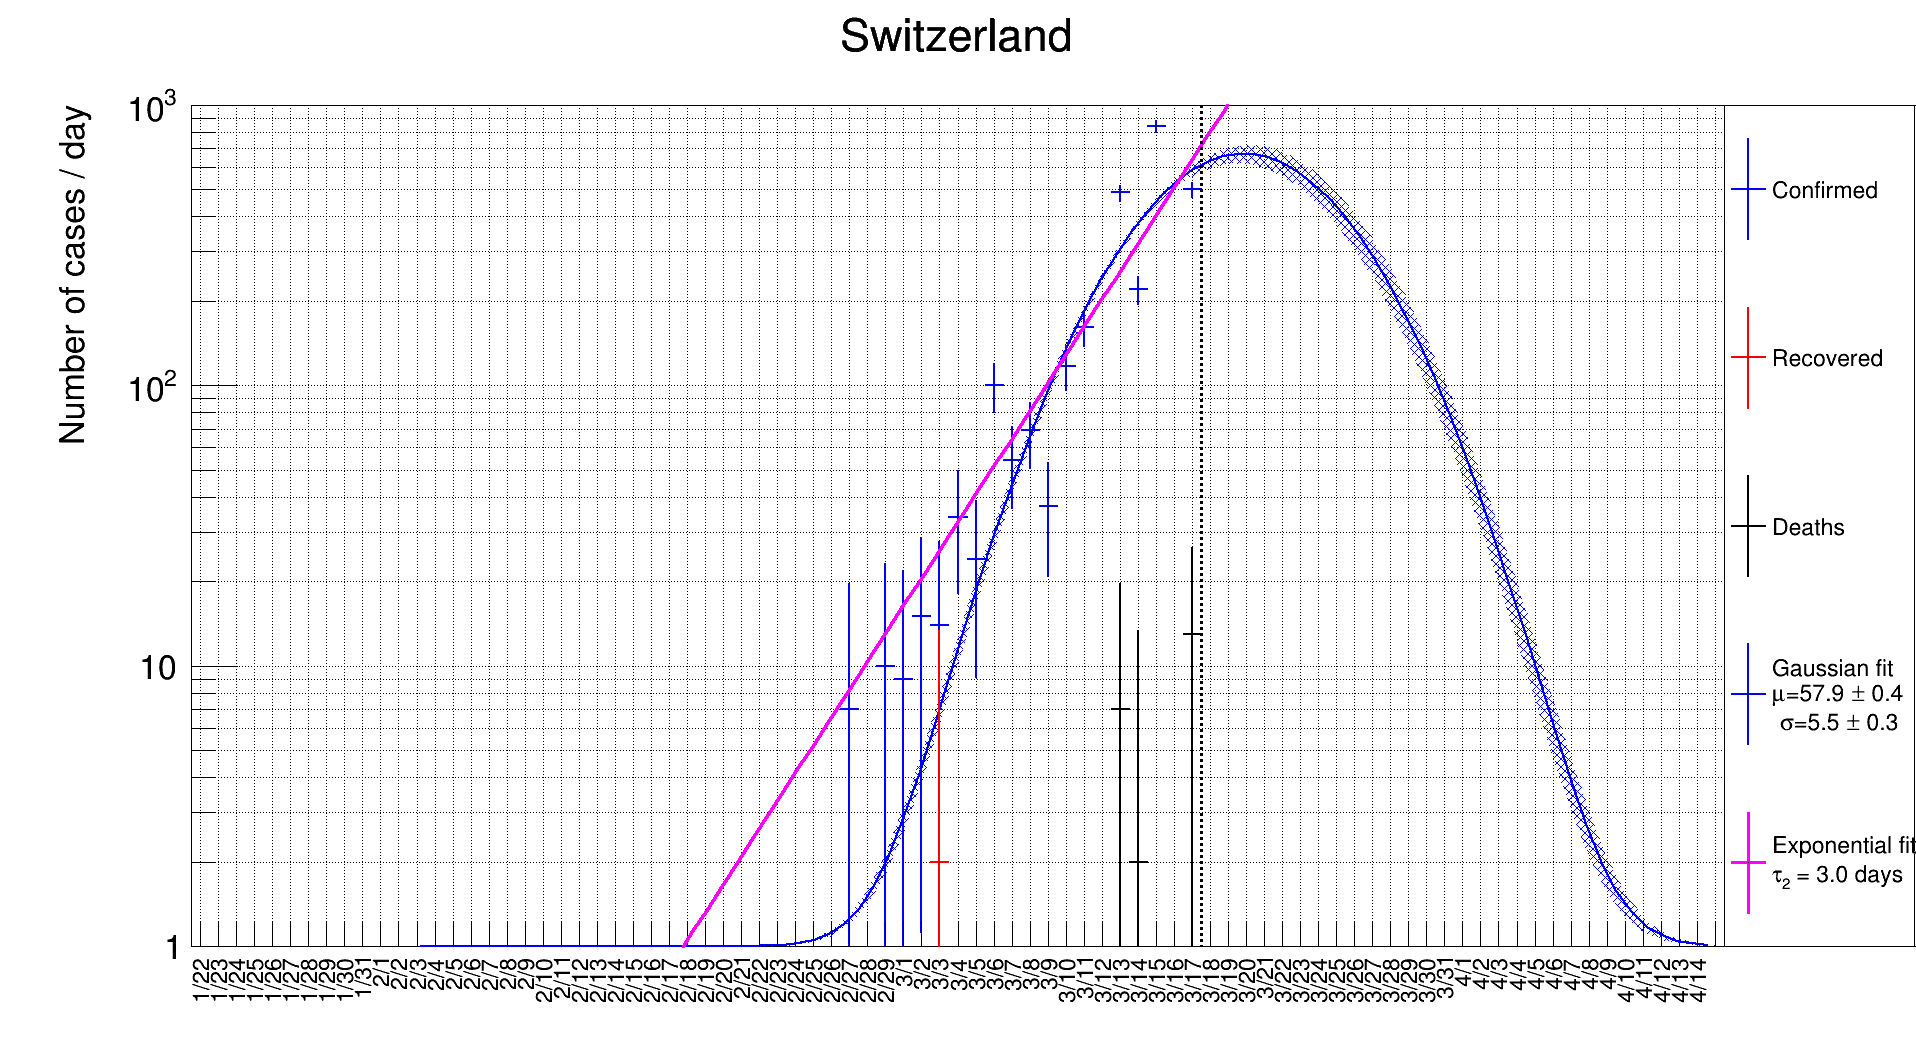 Switzerland
Number of cases / day
10³
10²
10
1
1/22 1/23 1/24 1/25 1/26 1/27 1/28 1/29 1/30 1/31 2/1 2/2 2/3 2/4 2/5 2/6 2/7 2/8 2/9 2/10 2/11 2/12 2/13 2/14 2/15 2/16 2/17 2/18 2/19 2/20 2/21 2/22 2/23 2/24 2/25 2/26 2/27 2/28 2/29 3/1 3/2 3/3 3/4 3/5 3/6 3/7 3/8 3/9 3/10 3/11 3/12 3/13 3/14 3/15 3/16 3/17 3/18 3/19 3/20 3/21 3/22 3/23 3/24 3/25 3/26 3/27 3/28 3/29 3/30 3/31 4/1 4/2 4/3 4/4 4/5 4/6 4/7 4/8 4/9 4/10 4/11 4/12 4/13 4/14
Confirmed
Recovered
Deaths
Gaussian fit
μ=57.9 ± 0.4
σ=5.5 ± 0.3
Exponential fit
τ₂ = 3.0 days